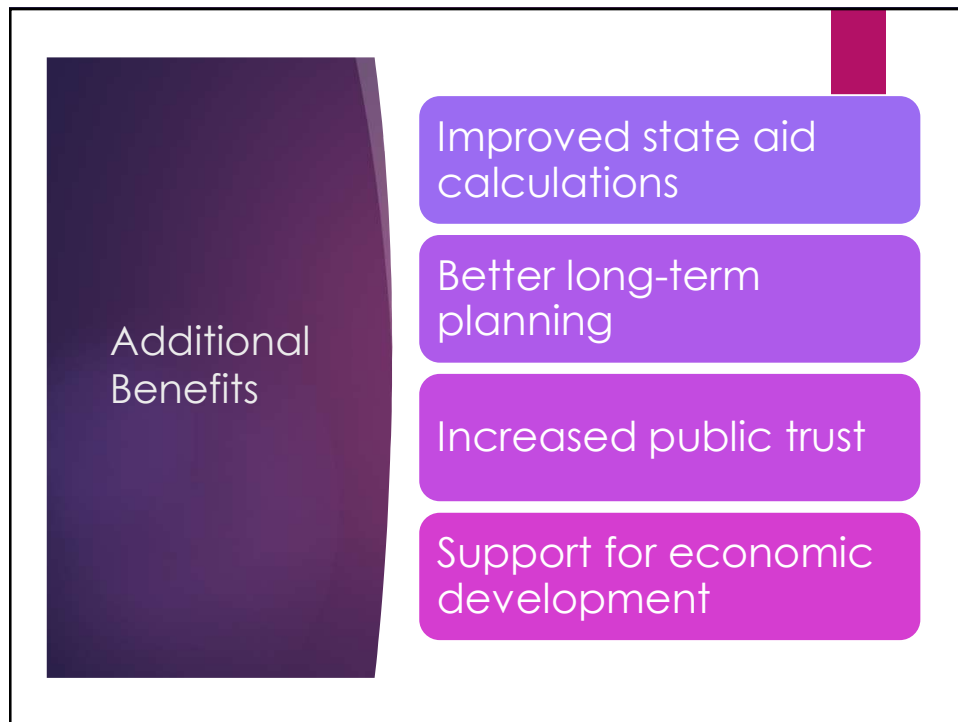 Additional
Benefits
Improved state aid
calculations
Better long-term
planning
Increased public trust
Support for economic
development